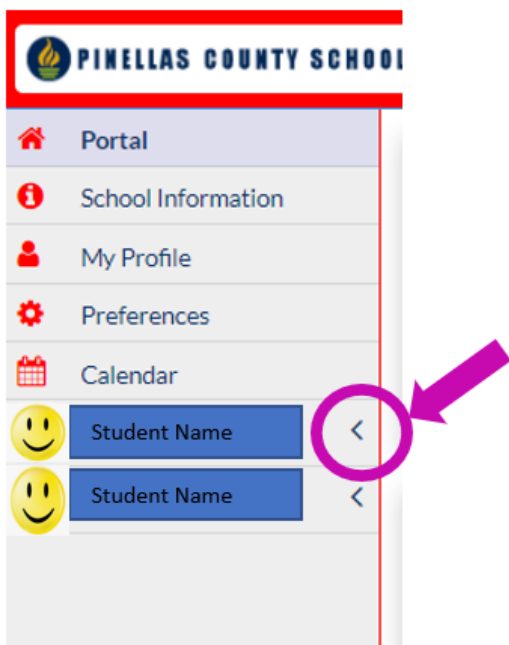 PINELLAS COUNTY SCHOOL
Portal
School Information
My Profile
Preferences
Calendar
Student Name
Student Name